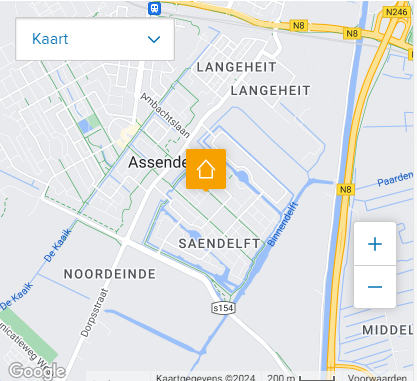 N246
Kaart
N8
N8
LANGEHEIT
LANGEHEIT
Ambachtslaan
Assende
Paarden
N8
Binnendelft
SAENDELFT
De Kaaik
NOORDEINDE
De Kaaik
s154
Dorpsstraat
MIDDEL
nicatieweg We
Google
Kaartgegevens ©2024
200 m
Voorwaarden